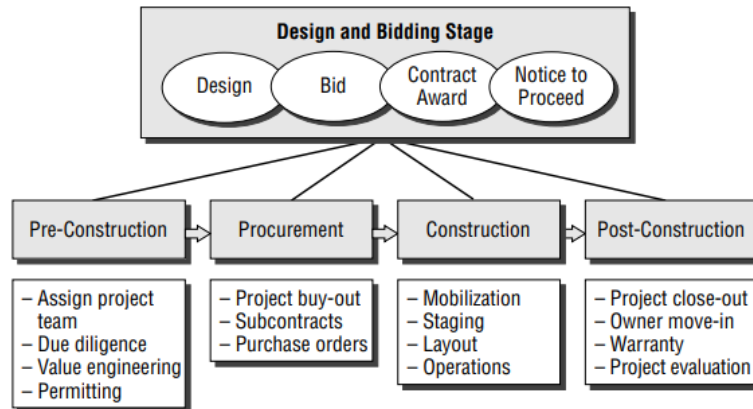 Design and Bidding Stage
Design
Bid
Contract
Award
Notice to
Proceed
Pre-Construction
Procurement
Construction
Post-Construction
– Assign project
team
– Due diligence
– Value engineering
– Permitting
– Project buy-out
– Subcontracts
– Purchase orders
– Mobilization
– Staging
– Layout
– Operations
– Project close-out
– Owner move-in
– Warranty
– Project evaluation